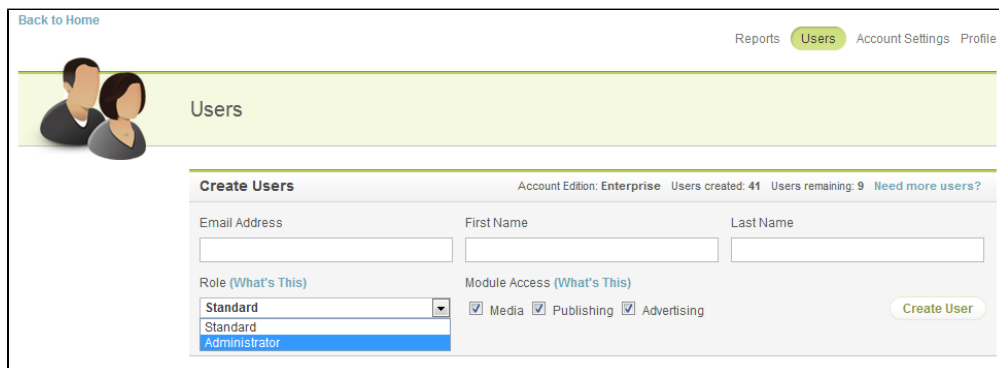 Back to Home
Reports Users Account Settings Profile
Users
Create Users Account Edition: Enterprise Users created: 41 Users remaining: 9 Need more users?
Email Address First Name Last Name
Role (What's This) Module Access (What's This)
Standard Media Publishing Advertising Create User
Standard
Administrator